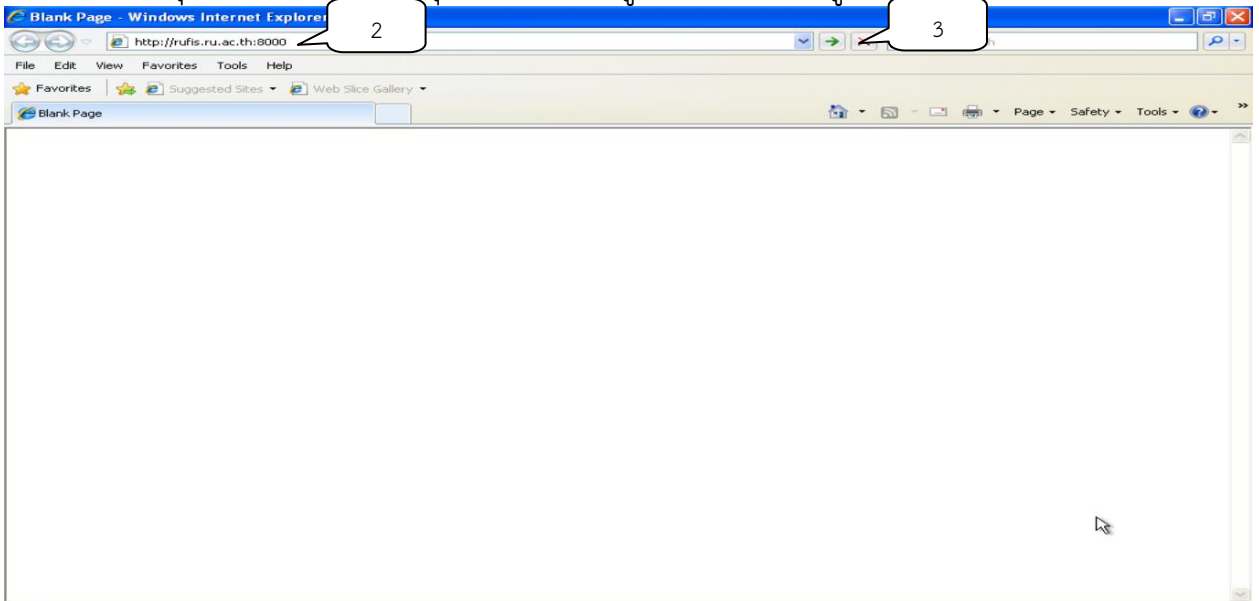 Blank Page - Windows Internet Explorer
2
3
http://rufis.ru.ac.th:8000
File Edit View Favorites Tools Help
Favorites Suggested Sites Web Slice Gallery
Blank Page
Page Safety Tools